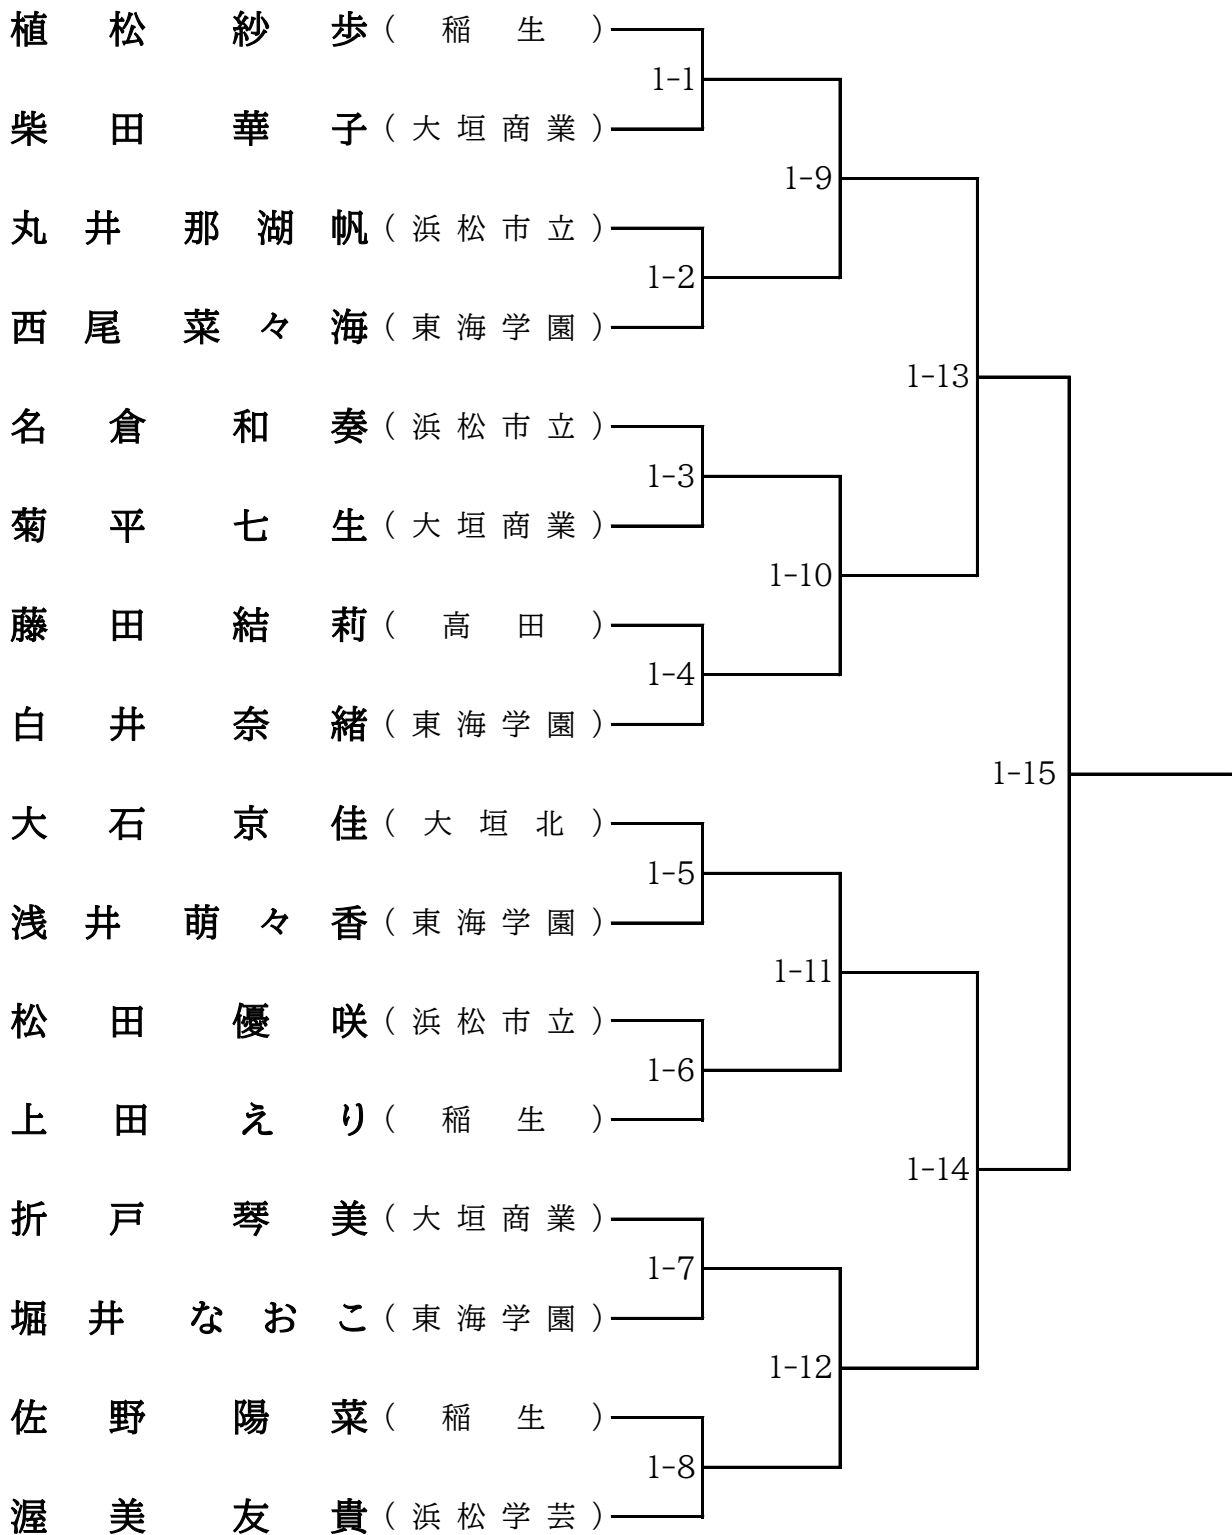 植松 紗歩 (稲生)
1-1
柴田 華子 (大垣商業)
1-9
丸井 那湖帆 (浜松市立)
1-2
西尾 菜々海 (東海学園)
1-13
名倉 和奏 (浜松市立)
1-3
菊平 七生 (大垣商業)
1-10
藤田 結莉 (高田)
1-4
白井 奈緒 (東海学園)
1-15
大石 京佳 (大垣北)
1-5
浅井 萌々香 (東海学園)
1-11
松田 優咲 (浜松市立)
1-6
上田 えり (稲生)
1-14
折戸 琴美 (大垣商業)
1-7
堀井 なおこ (東海学園)
1-12
佐野 陽菜 (稲生)
1-8
渥美 友貴 (浜松学芸)